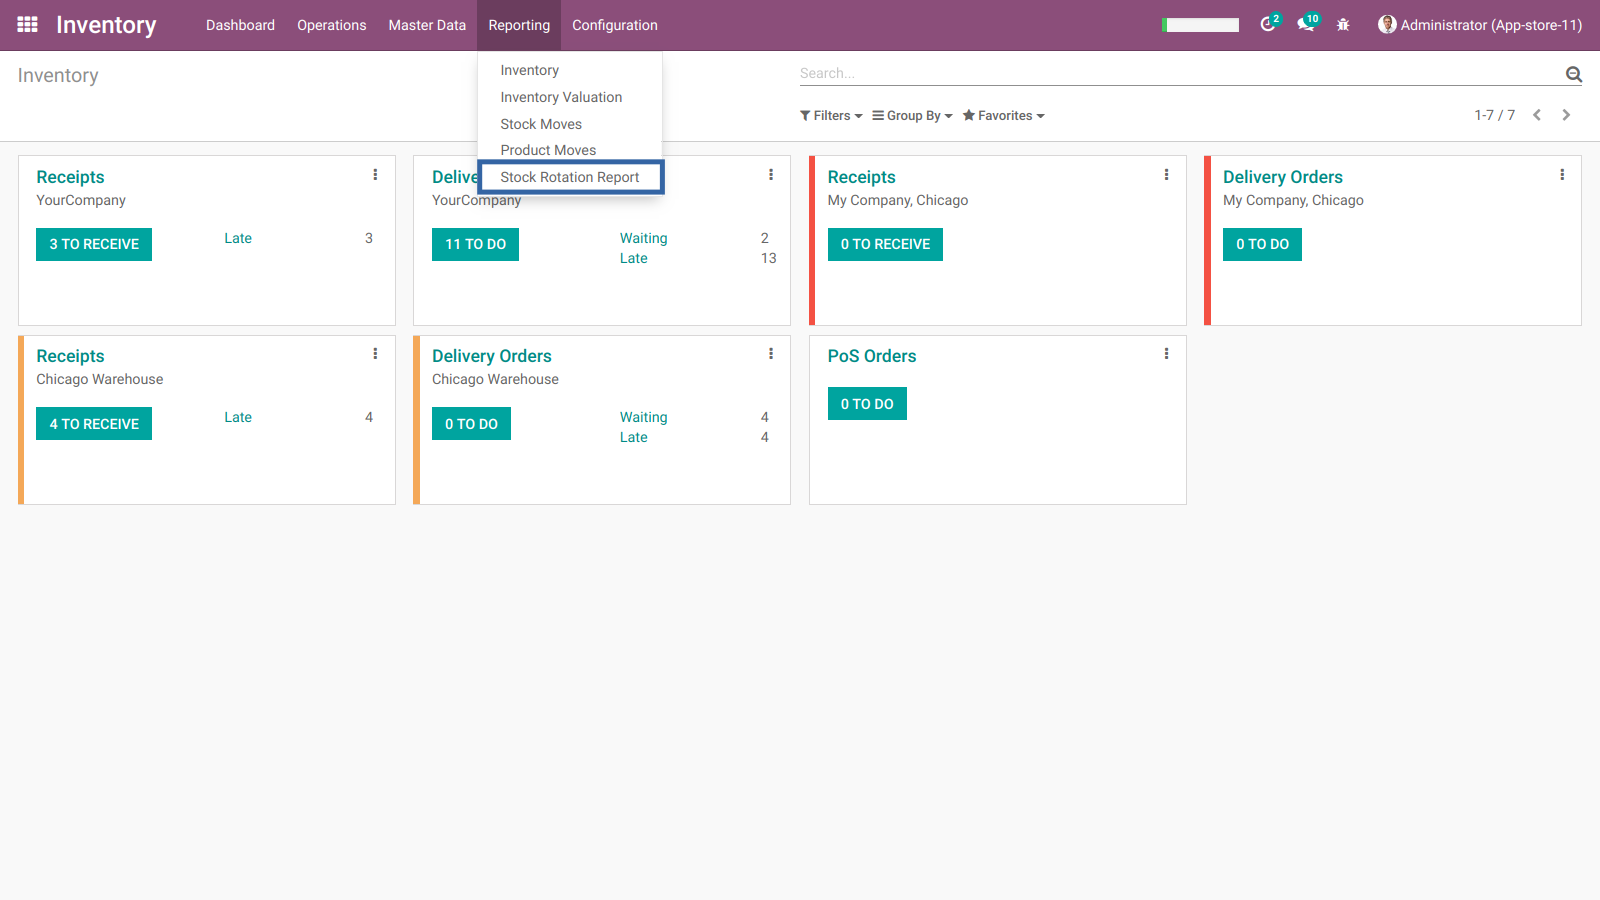 Inventory
Dashboard
Operations
Master Data
Reporting
Configuration
2
10
Administrator (App-store-11)
Inventory
Search...
Filters
Group By
Favorites
1-7 / 7
Inventory
Inventory Valuation
Stock Moves
Product Moves
Stock Rotation Report
Receipts
YourCompany
3 TO RECEIVE
Late 3
Delive
YourCompany
11 TO DO
Waiting 2
Late 13
Receipts
My Company, Chicago
0 TO RECEIVE
Delivery Orders
My Company, Chicago
0 TO DO
Receipts
Chicago Warehouse
4 TO RECEIVE
Late 4
Delivery Orders
Chicago Warehouse
0 TO DO
Waiting 4
Late 4
PoS Orders
0 TO DO